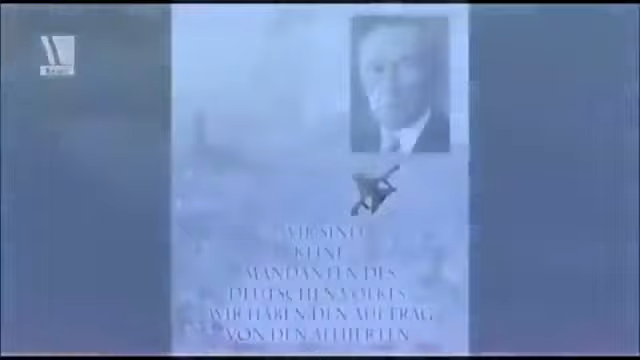 WIR SIND
KEINE
MANDANTEN DES
DEUTSCHEN VOLKES
WIR HABEN DEN AUFTRAG
VON DEN ALLIIERTEN